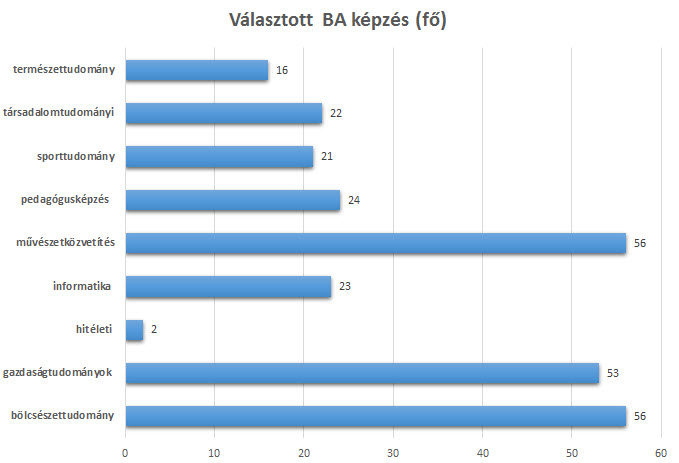 Választott BA képzés (fő)
természettudomány 16
társadalomtudományi 22
sporttudomány 21
pedagógusképzés 24
művészetközvetítés 56
informatika 23
hitéleti 2
gazdaságtudományok 53
bölcsészettudomány 56
0 10 20 30 40 50 60